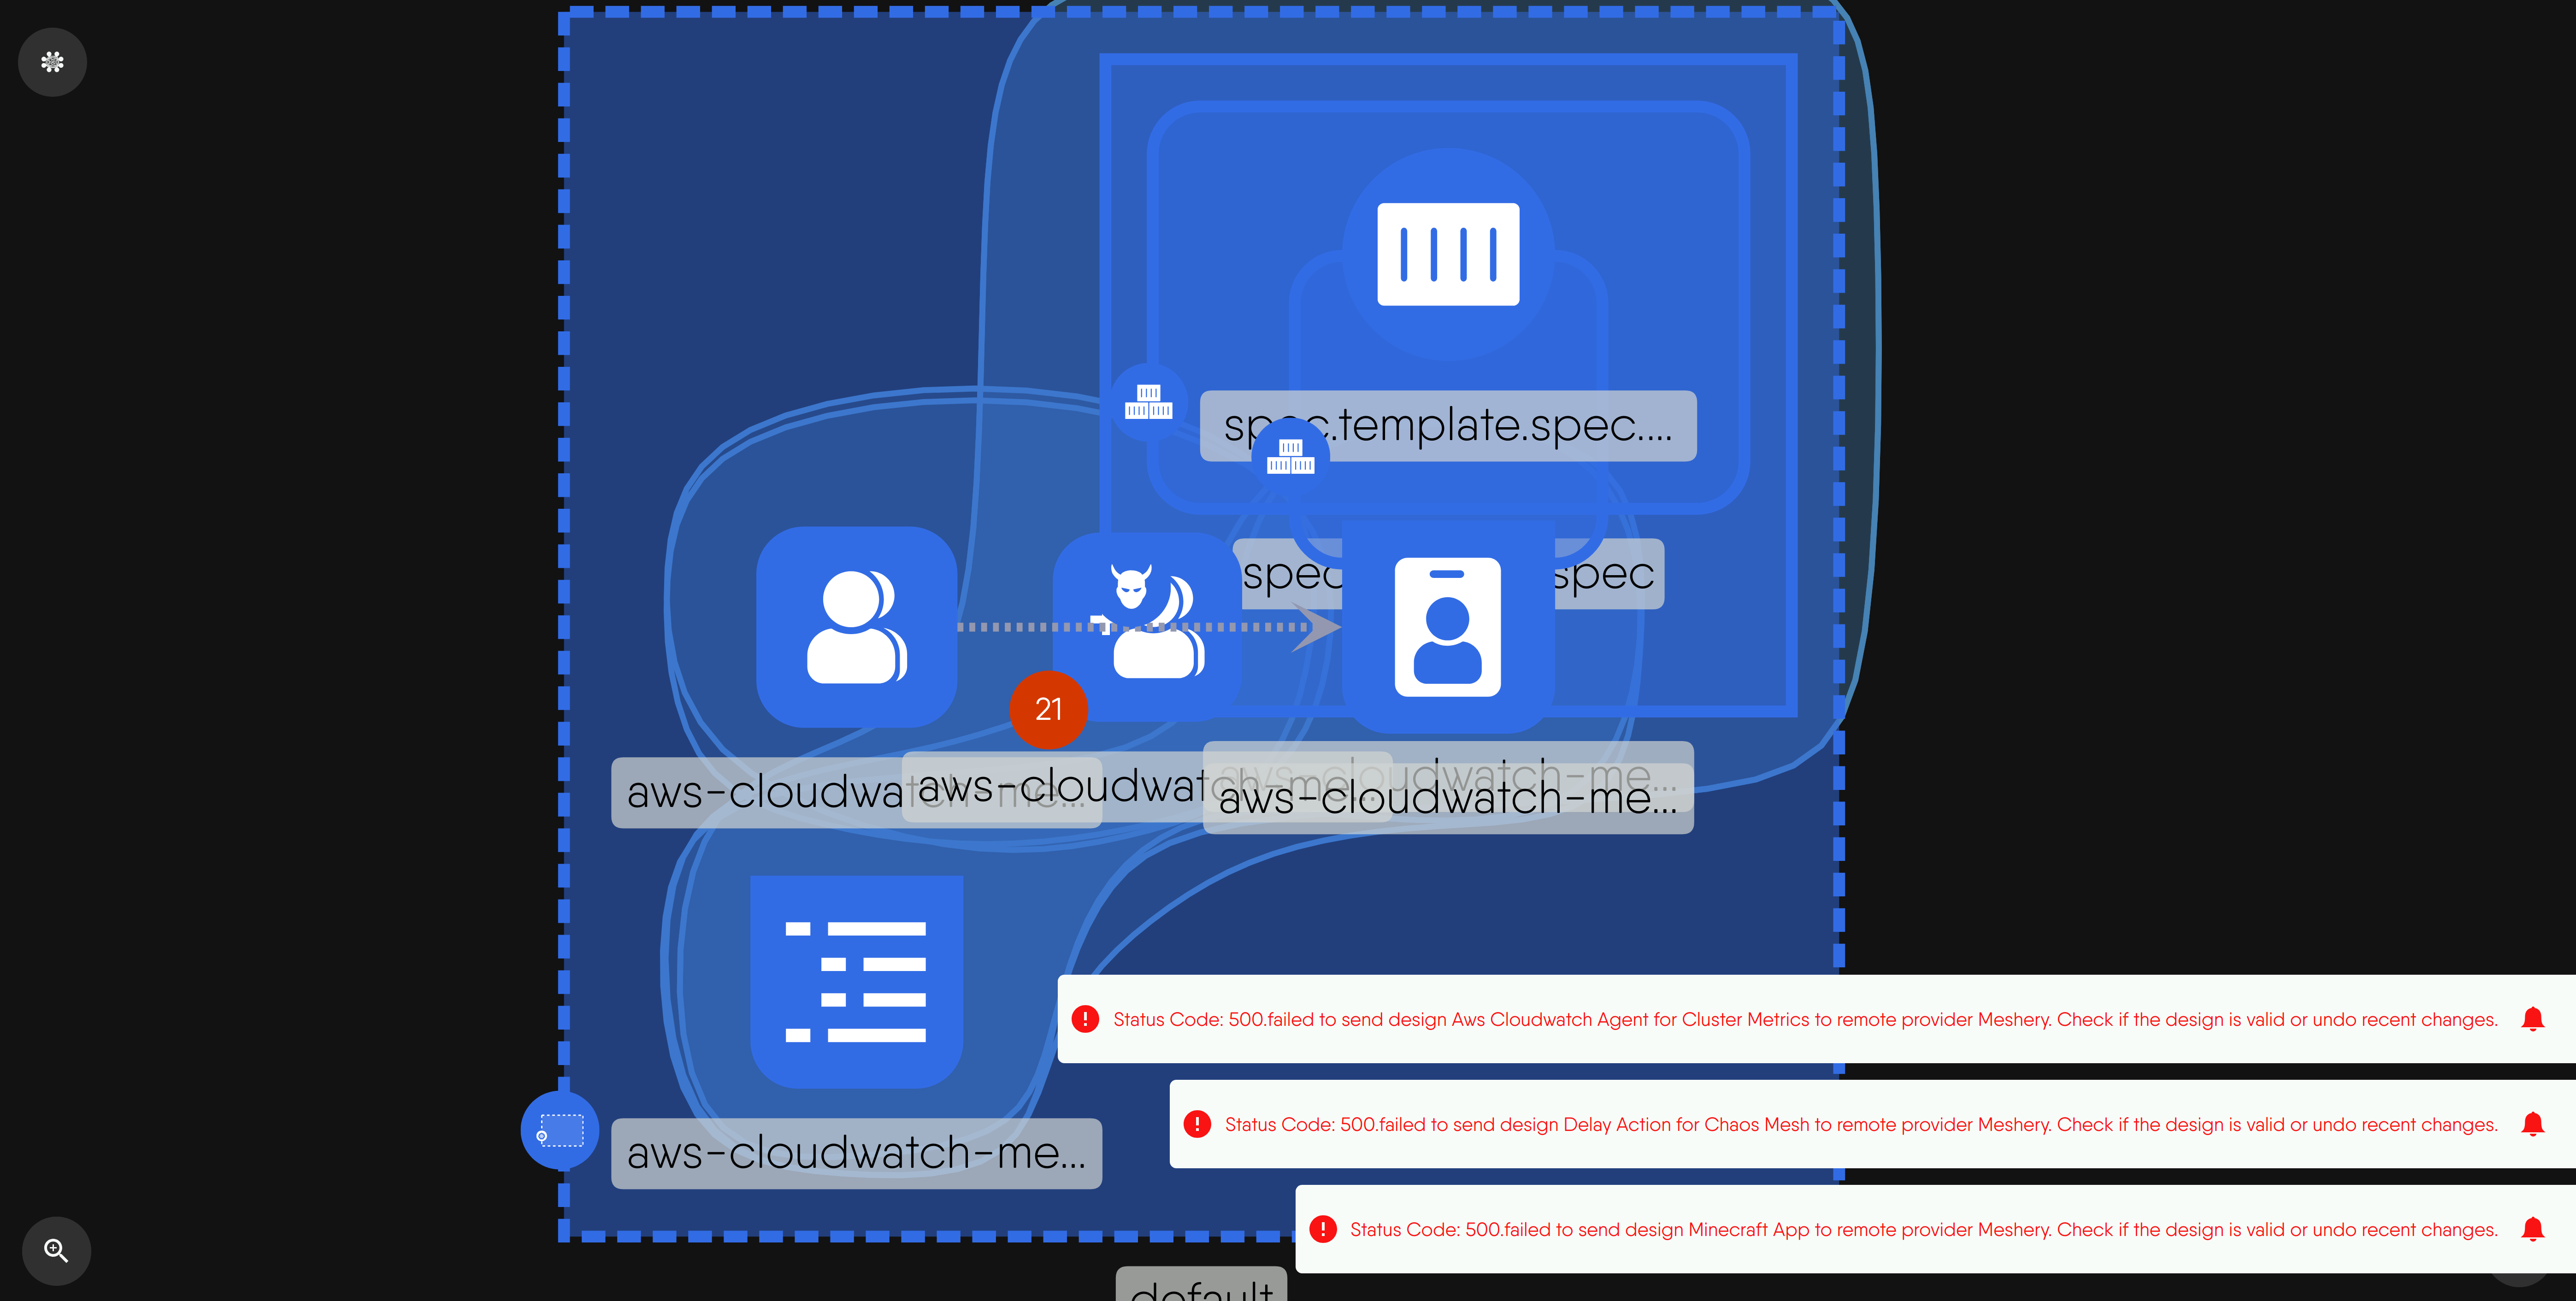 spec.template.spec....
spec
spec
21
aws-cloudwatch-me...
aws-cloudwatch-me...
aws-cloudwatch-me...
aws-cloudwatch-me...
aws-cloudwatch-me...
Status Code: 500.failed to send design Aws Cloudwatch Agent for Cluster Metrics to remote provider Meshery. Check if the design is valid or undo recent changes.
Status Code: 500.failed to send design Delay Action for Chaos Mesh to remote provider Meshery. Check if the design is valid or undo recent changes.
Status Code: 500.failed to send design Minecraft App to remote provider Meshery. Check if the design is valid or undo recent changes.
default